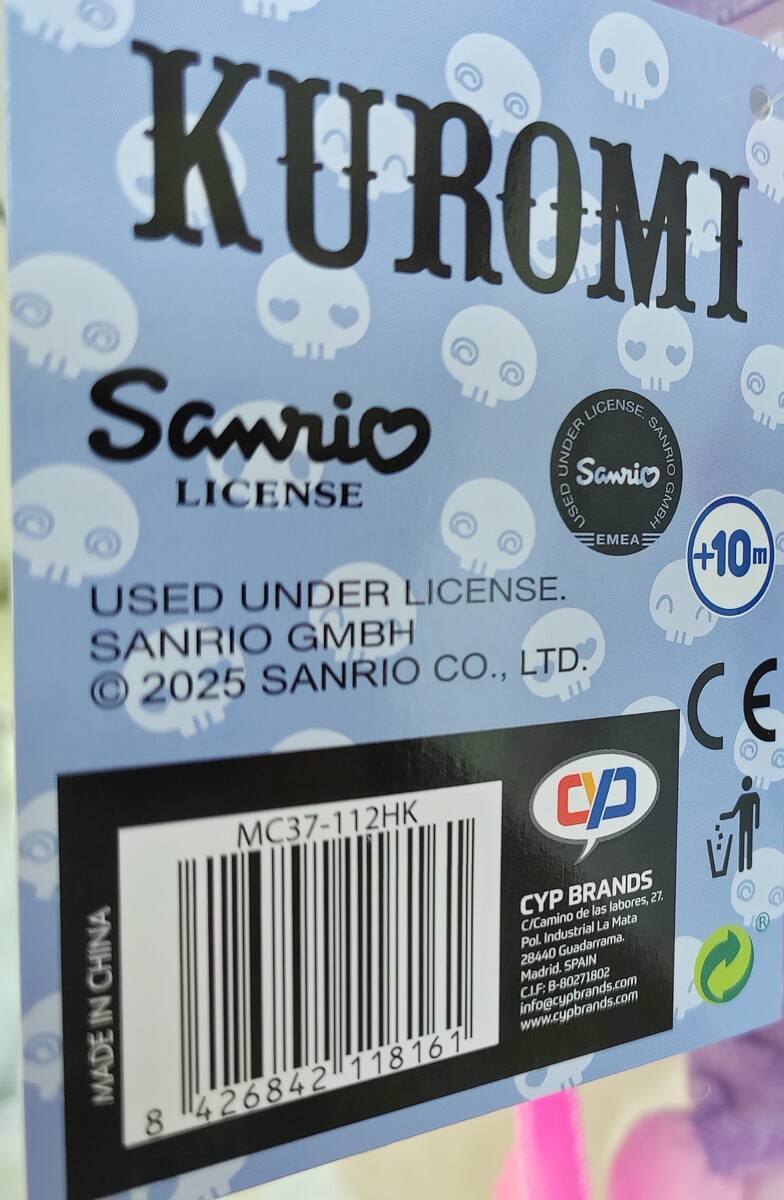 KUROMI
Sanrio
LICENSE
USED UNDER LICENSE. SANRIO GMBH
Sanrio
EMEA
+10m
USED UNDER LICENSE.
SANRIO GMBH
© 2025 SANRIO CO., LTD.
CE
MC37-112HK
MADE IN CHINA
8 426842 118161
CYP
CYP BRANDS
C/Camino de las labores, 27.
Pol. Industrial La Mata
28440 Guadarrama.
Madrid. SPAIN
C.I.F: B-80271802
info@cypbrands.com
www.cypbrands.com
®